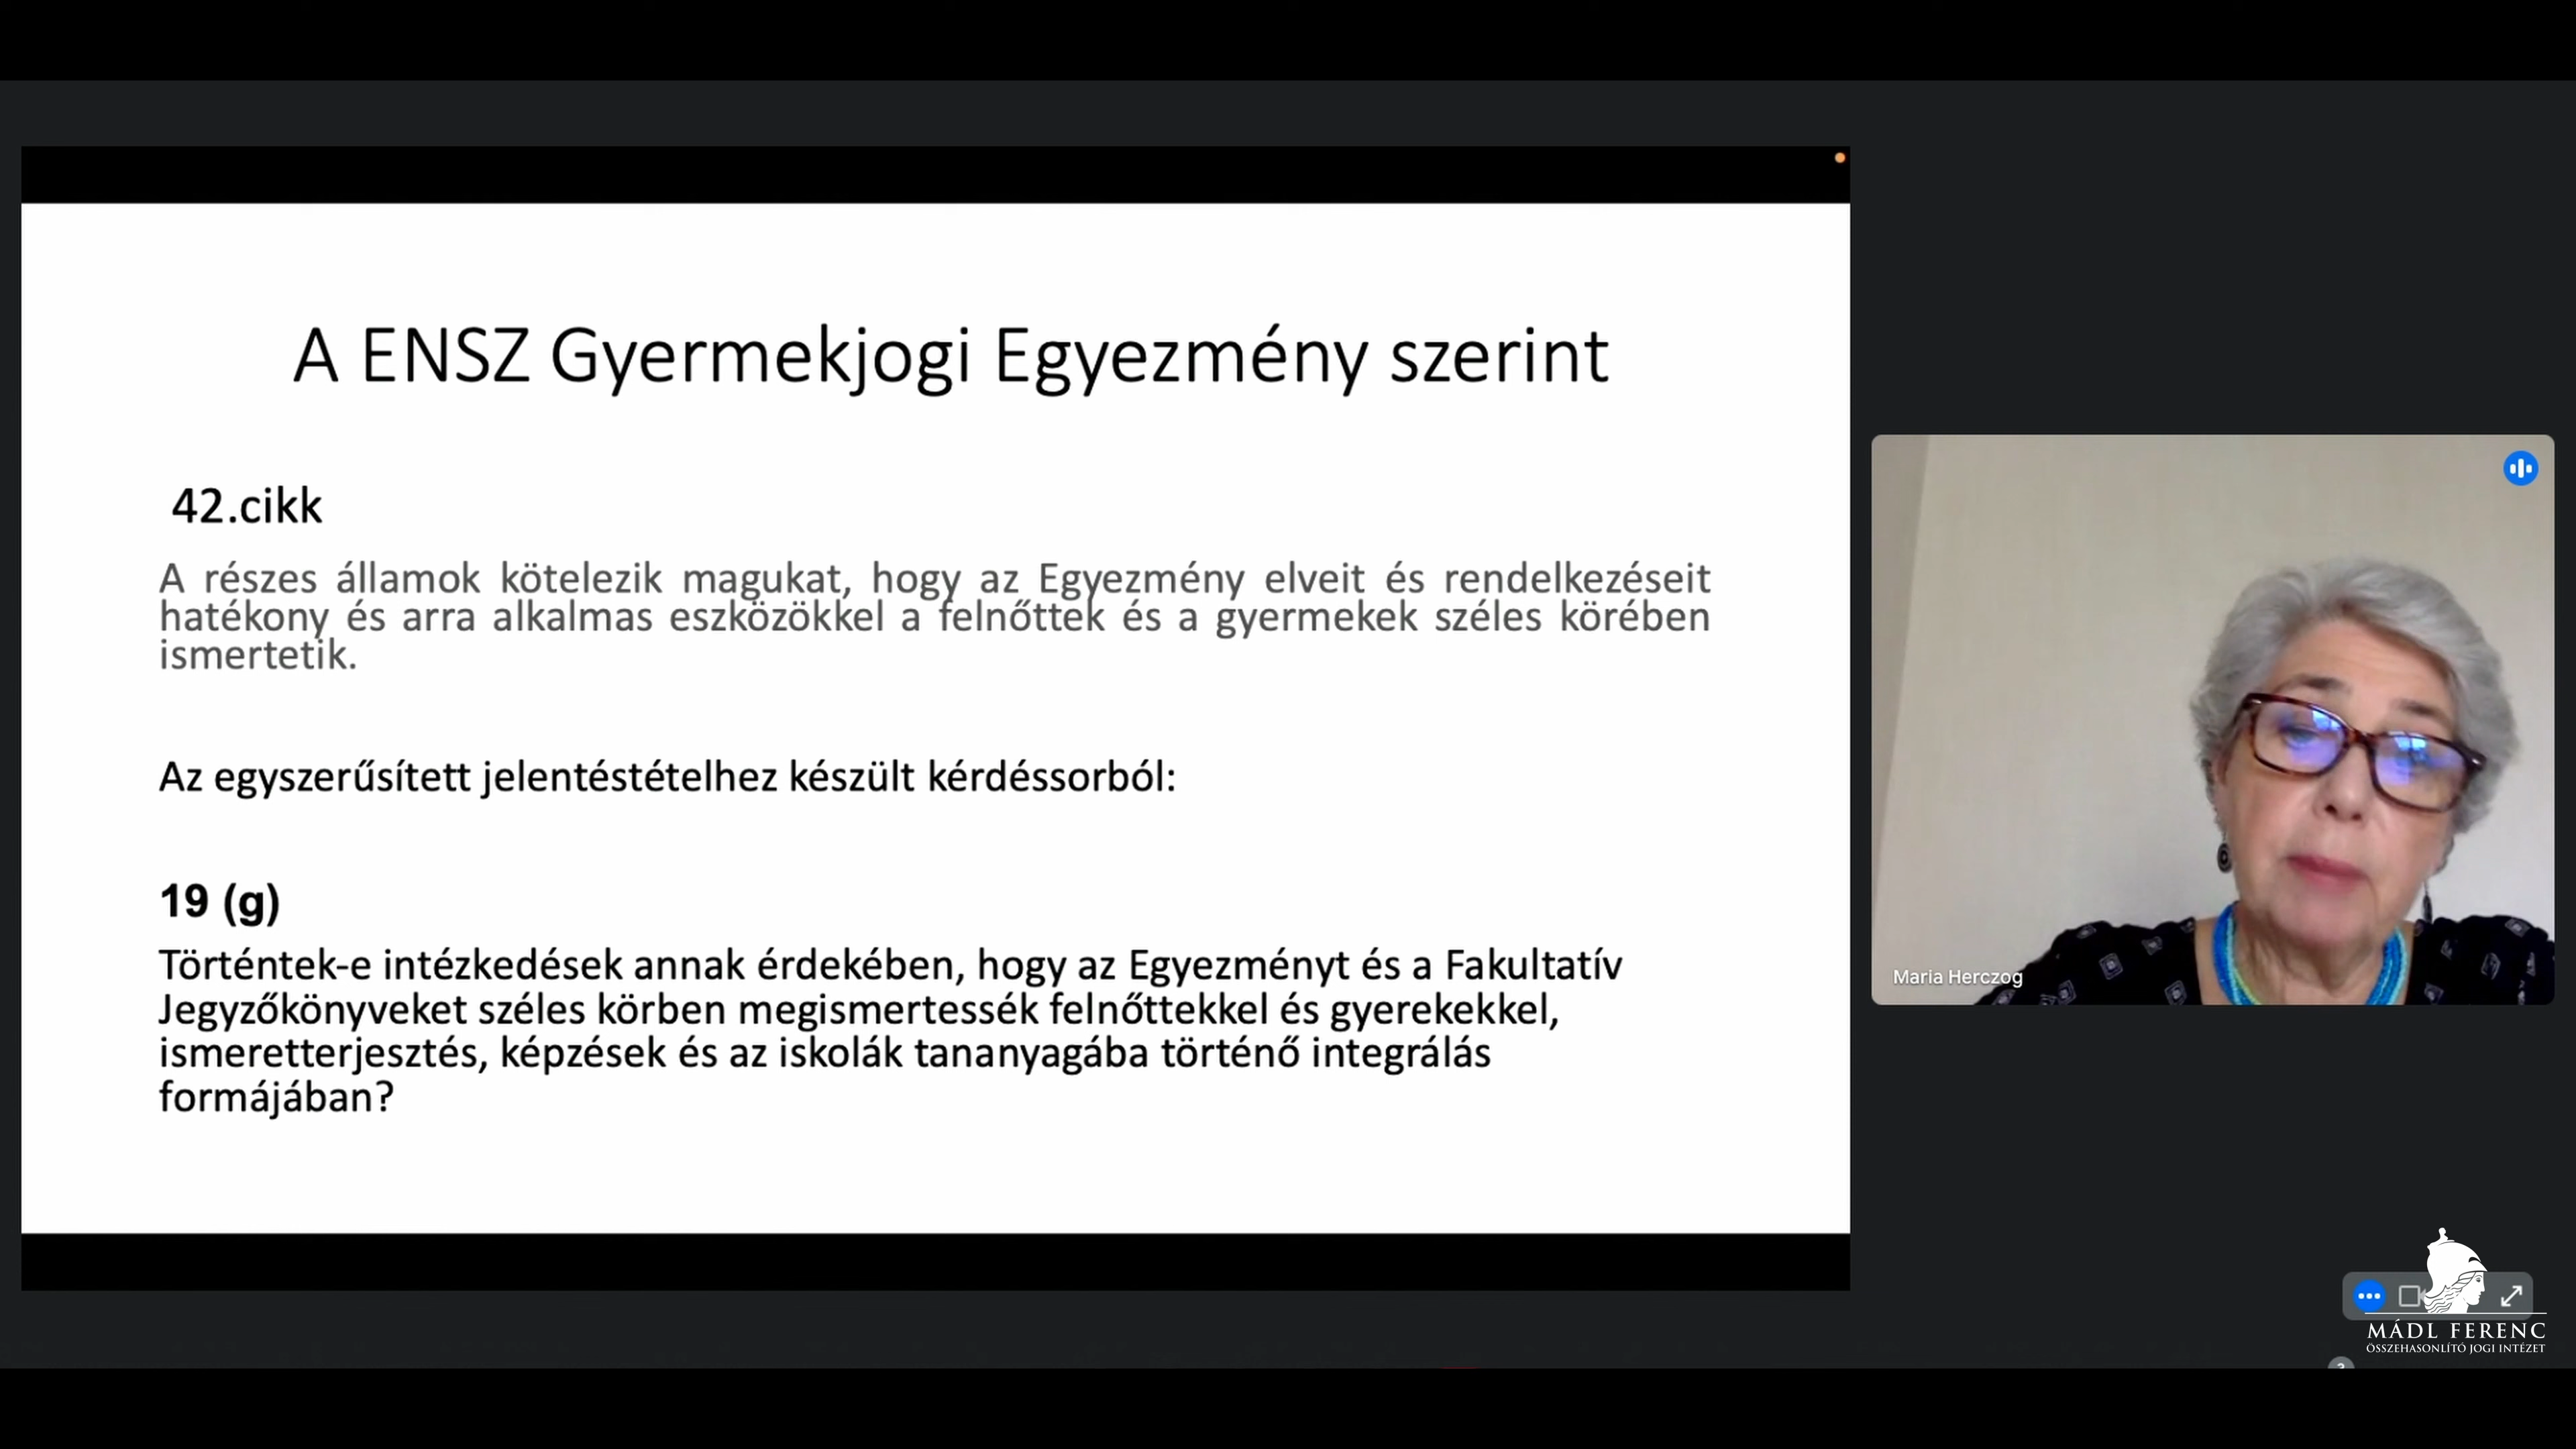 A ENSZ Gyermekjogi Egyezmény szerint
42.cikk
A részes államok kötelezik magukat, hogy az Egyezmény elveit és rendelkezéseit
hatékony és arra alkalmas eszközökkel a felnőttek és a gyermekek széles körében
ismertetik.
Az egyszerűsített jelentéstételhez készült kérdéssorból:
19 (g)
Történtek-e intézkedések annak érdekében, hogy az Egyezményt és a Fakultatív
Jegyzőkönyveket széles körben megismertessék felnőttekkel és gyerekekkel,
ismeretterjesztés, képzések és az iskolák tananyagába történő integrálás
formájában?
Maria Herczog
MÁDL FERENC
ÖSSZEHASONLÍTÓ JOGI INTÉZET